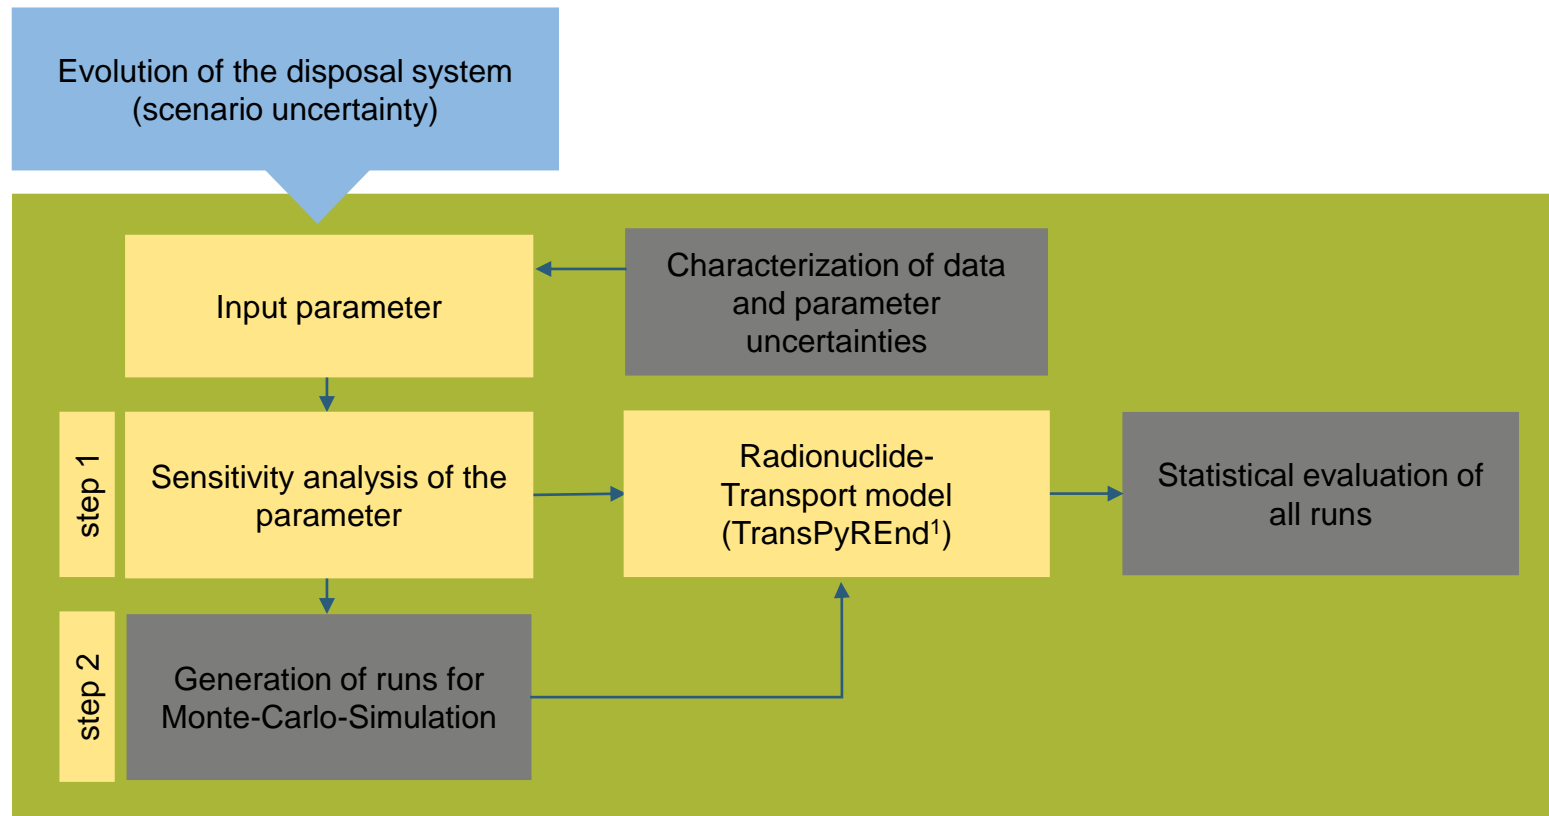 Evolution of the disposal system
(scenario uncertainty)
Input parameter
Characterization of data
and parameter
uncertainties
step 1
Sensitivity analysis of the
parameter
Radionuclide-
Transport model
(TransPyREnd¹)
Statistical evaluation of
all runs
step 2
Generation of runs for
Monte-Carlo-Simulation